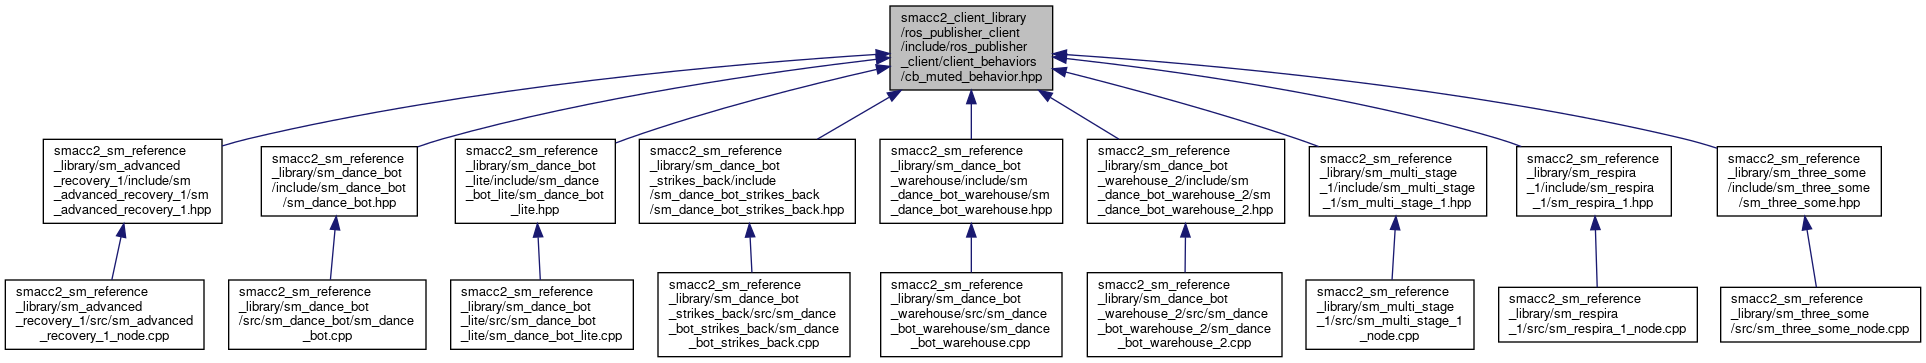 smacc2_client_library
/ros_publisher_client
/include/ros_publisher
_client/client_behaviors
/cb_muted_behavior.hpp
smacc2_sm_reference
_library/sm_advanced
_recovery_1/include/sm
_advanced_recovery_1/sm
_advanced_recovery_1.hpp
smacc2_sm_reference
_library/sm_dance_bot
/include/sm_dance_bot
/sm_dance_bot.hpp
smacc2_sm_reference
_library/sm_dance_bot
_lite/include/sm_dance
_bot_lite/sm_dance_bot
_lite.hpp
smacc2_sm_reference
_library/sm_dance_bot
_strikes_back/include
/sm_dance_bot_strikes_back
/sm_dance_bot_strikes_back.hpp
smacc2_sm_reference
_library/sm_dance_bot
_warehouse/include/sm
_dance_bot_warehouse/sm
_dance_bot_warehouse.hpp
smacc2_sm_reference
_library/sm_dance_bot
_warehouse_2/include/sm
_dance_bot_warehouse_2/sm
_dance_bot_warehouse_2.hpp
smacc2_sm_reference
_library/sm_multi_stage
_1/include/sm_multi_stage
_1/sm_multi_stage_1.hpp
smacc2_sm_reference
_library/sm_respira
_1/include/sm_respira
_1/sm_respira_1.hpp
smacc2_sm_reference
_library/sm_three_some
/include/sm_three_some
/sm_three_some.hpp
smacc2_sm_reference
_library/sm_advanced
_recovery_1/src/sm_advanced
_recovery_1_node.cpp
smacc2_sm_reference
_library/sm_dance_bot
/src/sm_dance_bot/sm_dance
_bot.cpp
smacc2_sm_reference
_library/sm_dance_bot
_lite/src/sm_dance_bot
_lite/sm_dance_bot_lite.cpp
smacc2_sm_reference
_library/sm_dance_bot
_strikes_back/src/sm_dance
_bot_strikes_back/sm_dance
_bot_strikes_back.cpp
smacc2_sm_reference
_library/sm_dance_bot
_warehouse/src/sm_dance
_bot_warehouse/sm_dance
_bot_warehouse.cpp
smacc2_sm_reference
_library/sm_dance_bot
_warehouse_2/src/sm_dance
_bot_warehouse_2/sm_dance
_bot_warehouse_2.cpp
smacc2_sm_reference
_library/sm_multi_stage
_1/src/sm_multi_stage_1
_node.cpp
smacc2_sm_reference
_library/sm_respira
_1/src/sm_respira_1_node.cpp
smacc2_sm_reference
_library/sm_three_some
/src/sm_three_some_node.cpp